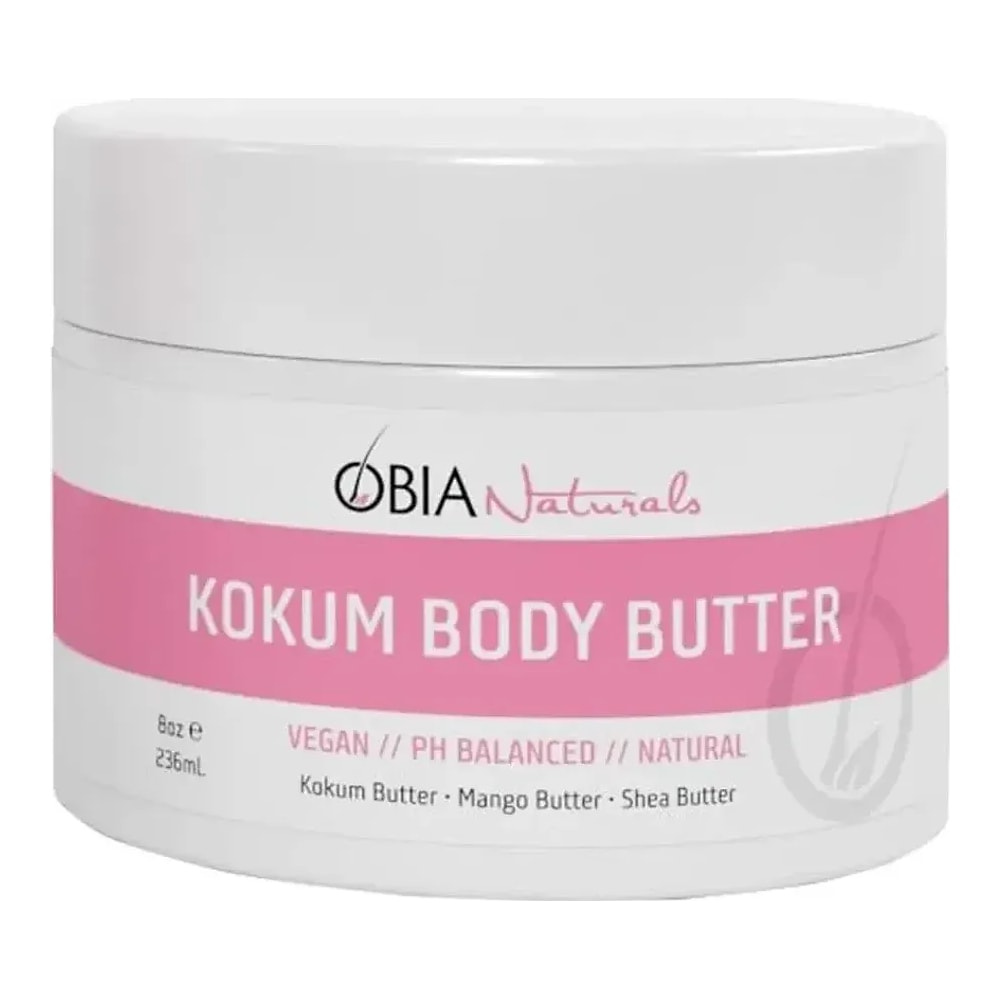 OBIA Naturals
KOKUM BODY BUTTER
8oz ℮
236mL
VEGAN // PH BALANCED // NATURAL
Kokum Butter · Mango Butter · Shea Butter